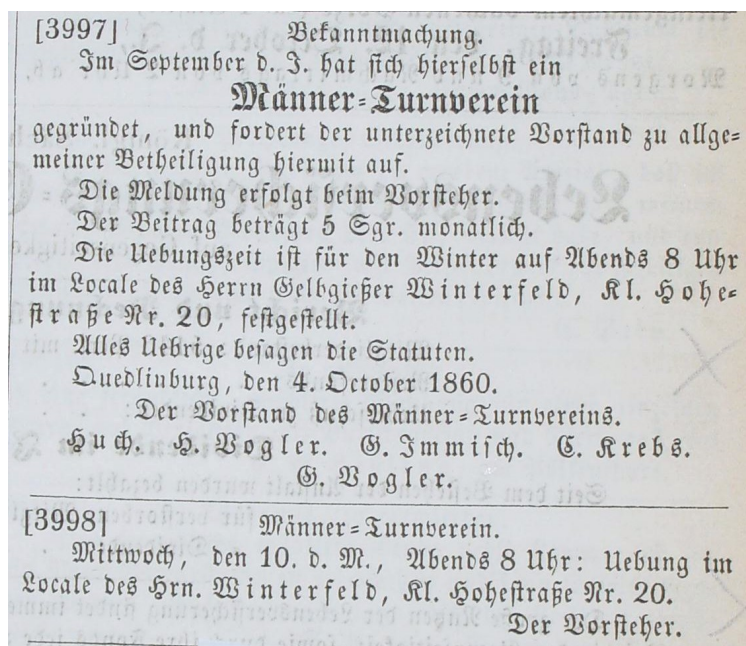 [3997] Bekanntmachung.
Im September d. J. hat sich hierselbst ein
Männer-Turnverein
gegründet, und fordert der unterzeichnete Vorstand zu allge-
meiner Betheiligung hiermit auf.
Die Meldung erfolgt beim Vorsteher.
Der Beitrag beträgt 5 Sgr. monatlich.
Die Uebungszeit ist für den Winter auf Abends 8 Uhr
im Locale des Herrn Gelbgießer Winterfeld, Kl. Hohe-
straße Nr. 20, festgestellt.
Alles Uebrige besagen die Statuten.
Quedlinburg, den 4. October 1860.
Der Vorstand des Männer-Turnvereins.
Huch. H. Vogler. G. Immisch. C. Krebs.
G. Vogler.
[3998] Männer-Turnverein.
Mittwoch, den 10. d. M., Abends 8 Uhr: Uebung im
Locale des Hrn. Winterfeld, Kl. Hohestraße Nr. 20.
Der Vorsteher.